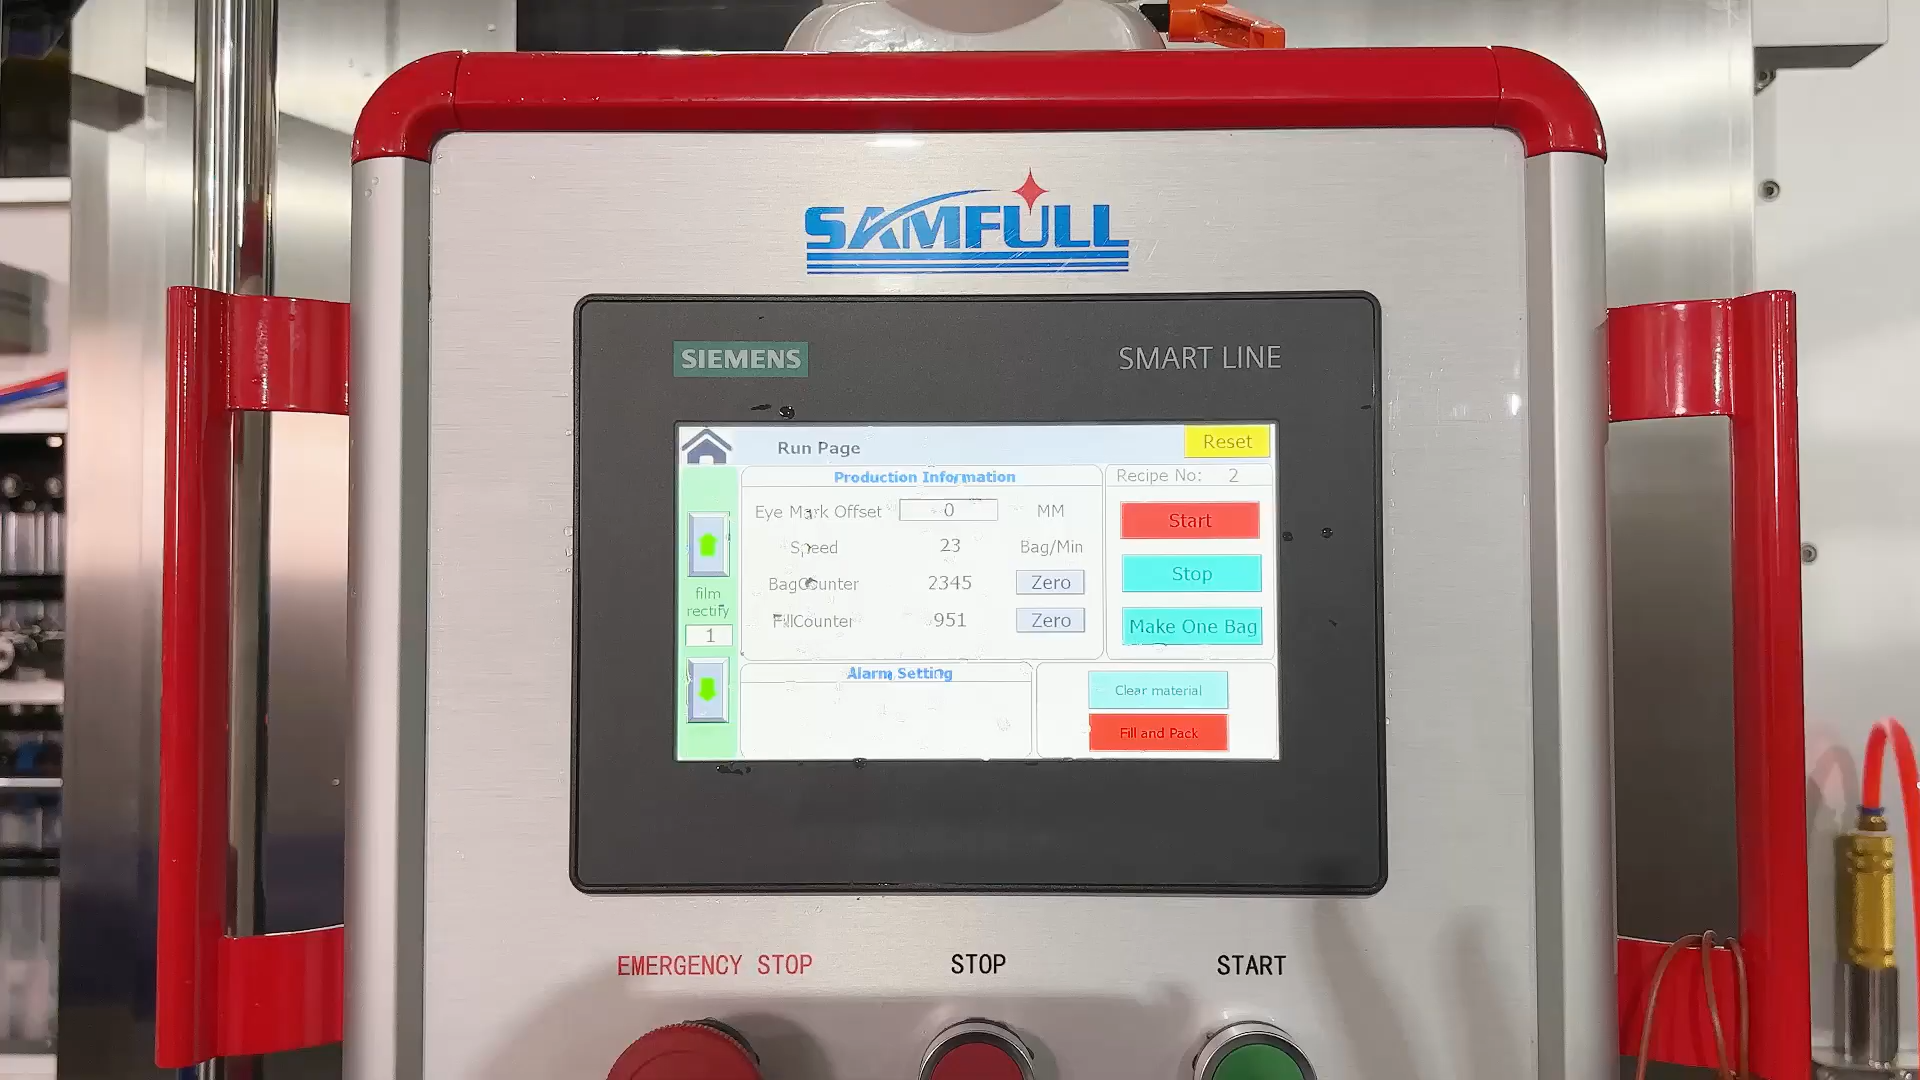 SAMFULL
SIEMENS
SMART LINE
Run Page
Reset
Production Information
Recipe No: 2
Eye Mark Offset 0 MM
Start
Speed 23 Bag/Min
Stop
BagCounter 2345 Zero
film
rectify
FillCounter 951 Zero
1
Make One Bag
Alarm Setting
Clear material
Fill and Pack
EMERGENCY STOP
STOP
START